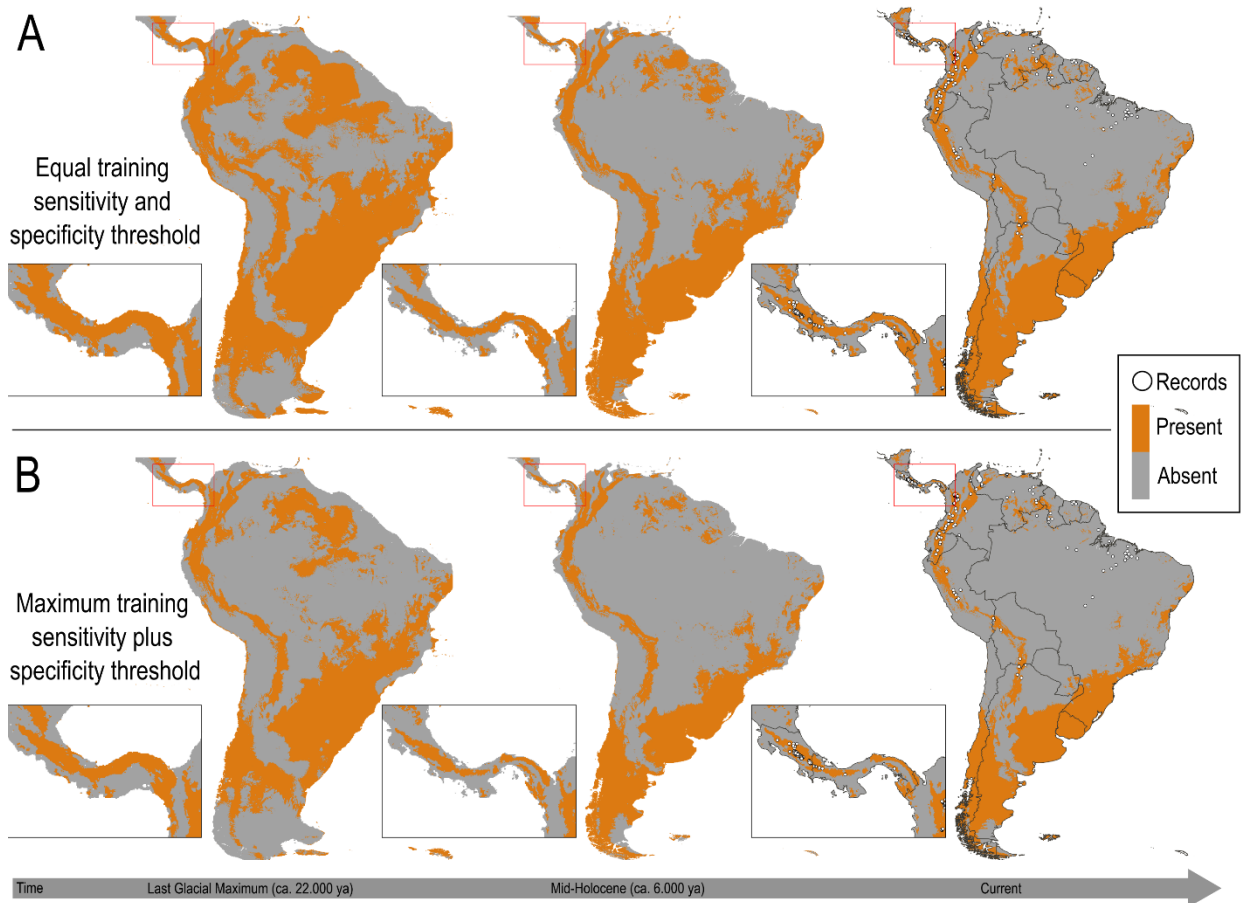 A
Equal training
sensitivity and
specificity threshold
Records
Present
Absent
B
Maximum training
sensitivity plus
specificity threshold
Time
Last Glacial Maximum (ca. 22.000 ya)
Mid-Holocene (ca. 6.000 ya)
Current